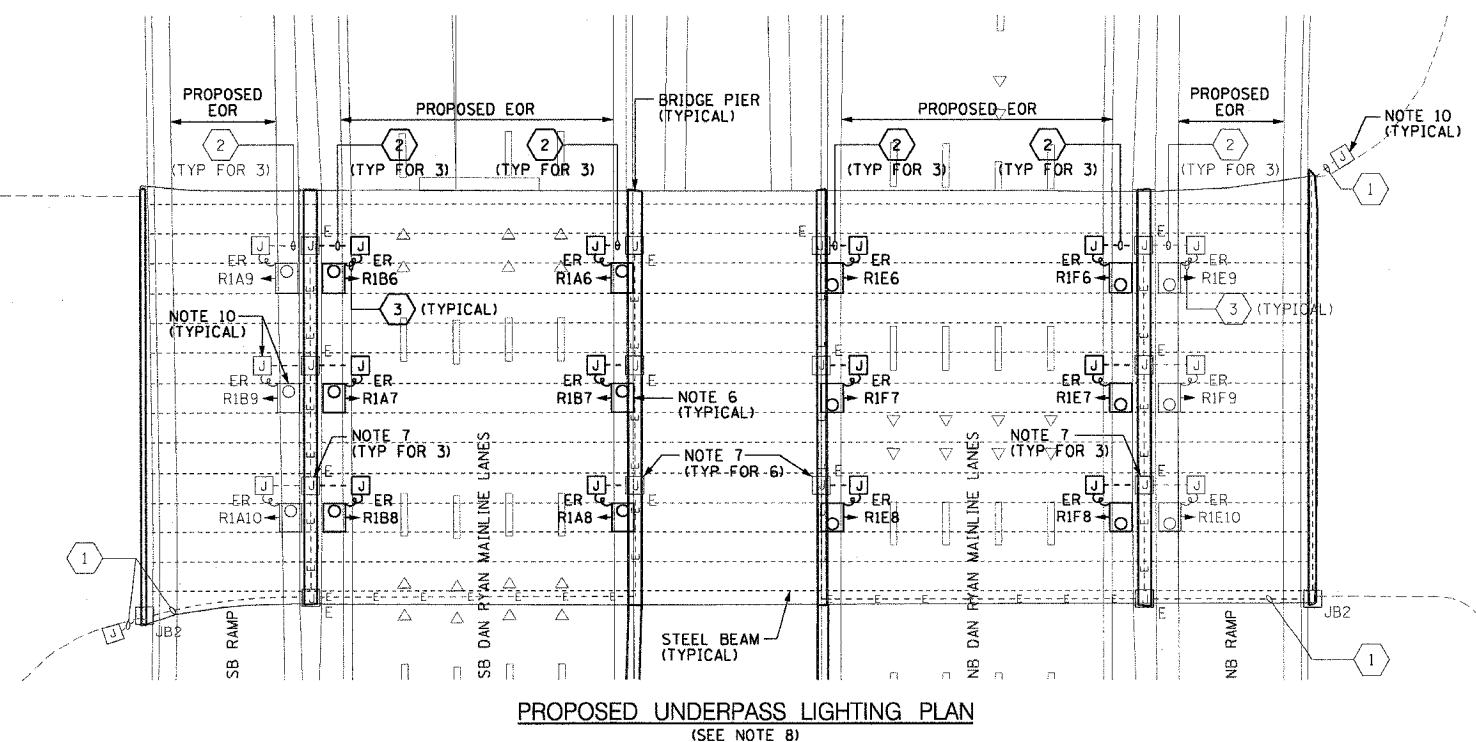 PROPOSED
EOR
PROPOSED EOR
BRIDGE PIER
(TYPICAL)
PROPOSED EOR
PROPOSED
EOR
NOTE 10
(TYPICAL)
2
(TYP FOR 3)
2
(TYP FOR 3)
2
(TYP FOR 3)
2
(TYP FOR 3)
2
(TYP FOR 3)
2
(TYP FOR 3)
J
1
E
E
J
J
J
J
J
J
J
J
J
J
ER
R1A9
ER
R1B6
E
ER
R1A6
E
ER
R1E6
ER
R1F6
E
ER
R1E9
3
(TYPICAL)
3
(TYPICAL)
NOTE 10
(TYPICAL)
E
E
J
J
J
J
J
J
J
J
J
J
ER
R1B9
ER
R1A7
ER
R1B7
ER
R1F7
ER
R1E7
ER
R1F9
NOTE 6
(TYPICAL)
NOTE 7
(TYP FOR 3)
NOTE 7
(TYP FOR 6)
NOTE 7
(TYP FOR 3)
E
E
J
J
J
J
J
J
J
J
J
J
ER
R1A10
ER
R1B8
ER
R1A8
E
ER
R1E8
ER
R1F8
ER
R1E10
1
J
J
E
E
E
E
E
E
E
E
E
J
JB2
E
E
J
JB2
SB RAMP
SB DAN RYAN MAINLINE LANES
STEEL BEAM
(TYPICAL)
NB DAN RYAN MAINLINE LANES
NB RAMP
1
PROPOSED UNDERPASS LIGHTING PLAN
(SEE NOTE 8)